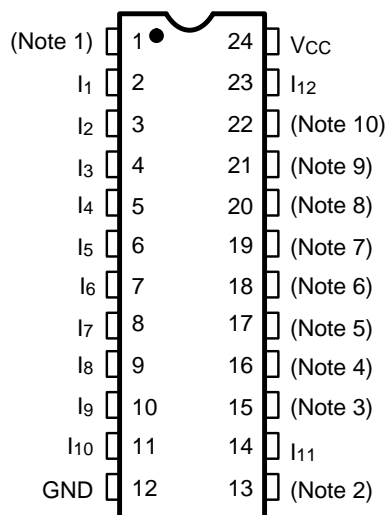 (Note 1) 1 24 VCC
I1 2 23 I12
I2 3 22 (Note 10)
I3 4 21 (Note 9)
I4 5 20 (Note 8)
I5 6 19 (Note 7)
I6 7 18 (Note 6)
I7 8 17 (Note 5)
I8 9 16 (Note 4)
I9 10 15 (Note 3)
I10 11 14 I11
GND 12 13 (Note 2)